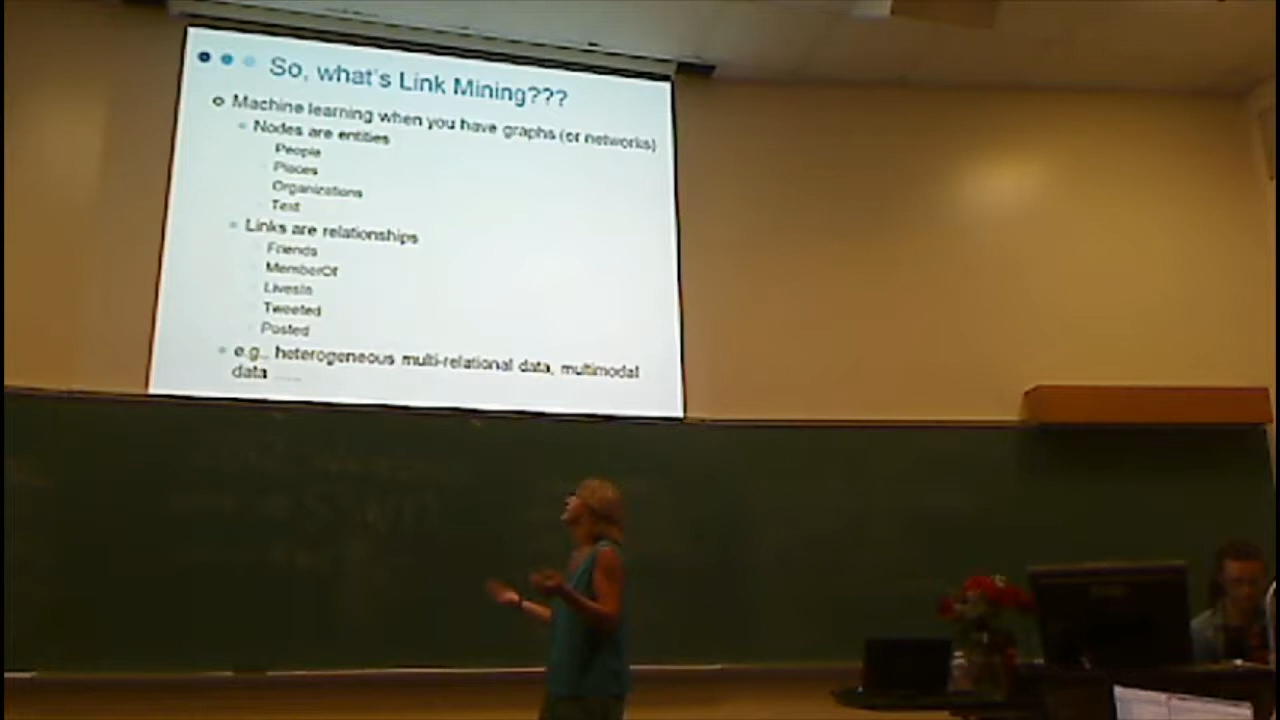 So, what's Link Mining???
Machine learning when you have graphs (or networks)
Nodes are entities
People
Places
Organizations
Text
Links are relationships
Friends
MemberOf
LivesIn
Tweeted
Posted
e.g., heterogeneous multi-relational data, multimodal
data .....